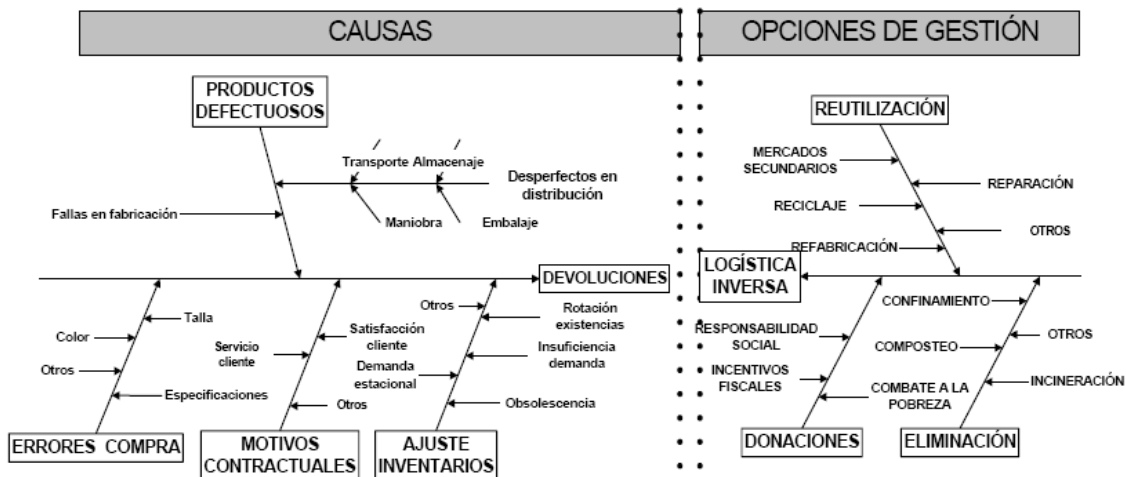 CAUSAS
OPCIONES DE GESTIÓN
PRODUCTOS
DEFECTUOSOS
Transporte
Almacenaje
Desperfectos en
distribución
Fallas en fabricación
Maniobra
Embalaje
DEVOLUCIONES
Talla
Color
Otros
Especificaciones
ERRORES COMPRA
Satisfacción
cliente
Servicio
cliente
Otros
MOTIVOS
CONTRACTUALES
Otros
Rotación
existencias
Insuficiencia
demanda
Demanda
estacional
Obsolescencia
AJUSTE
INVENTARIOS
REUTILIZACIÓN
MERCADOS
SECUNDARIOS
REPARACIÓN
RECICLAJE
OTROS
REFABRICACIÓN
LOGÍSTICA
INVERSA
RESPONSABILIDAD
SOCIAL
INCENTIVOS
FISCALES
COMBATE A LA
POBREZA
DONACIONES
CONFINAMIENTO
OTROS
COMPOSTEO
INCINERACIÓN
ELIMINACIÓN